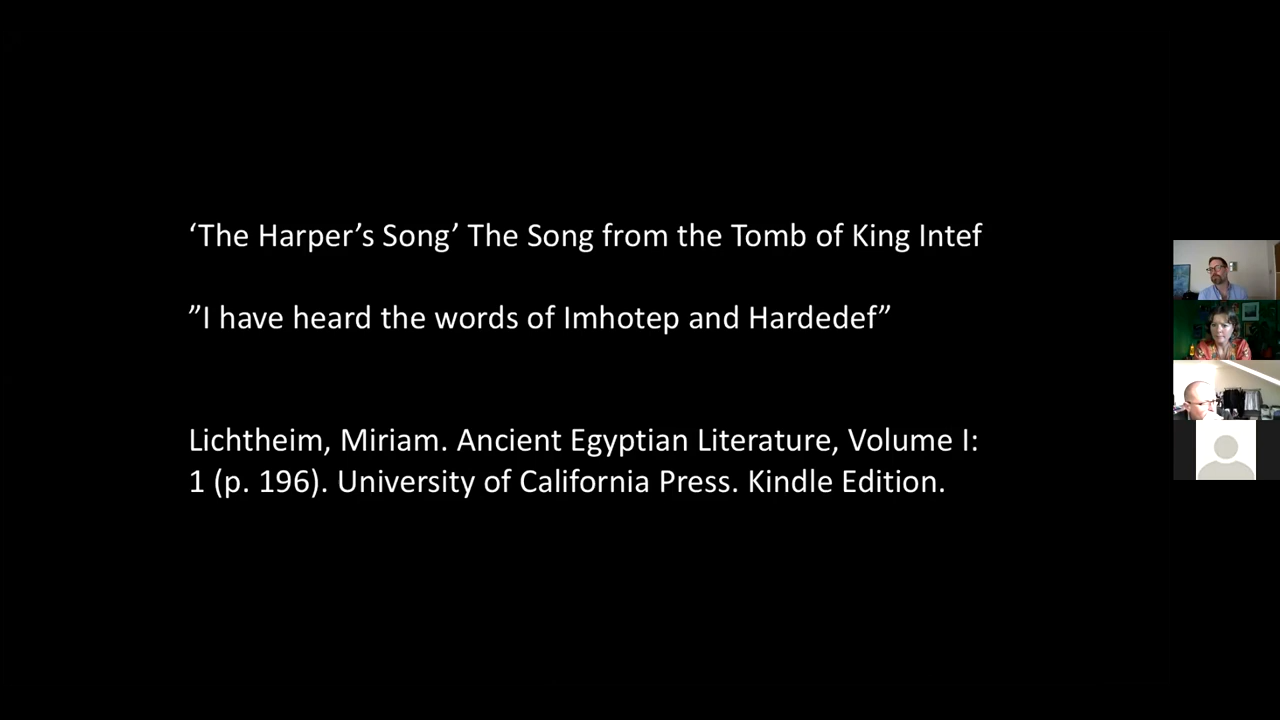 ‘The Harper’s Song’ The Song from the Tomb of King Intef
”I have heard the words of Imhotep and Hardedef”
Lichtheim, Miriam. Ancient Egyptian Literature, Volume I:
1 (p. 196). University of California Press. Kindle Edition.